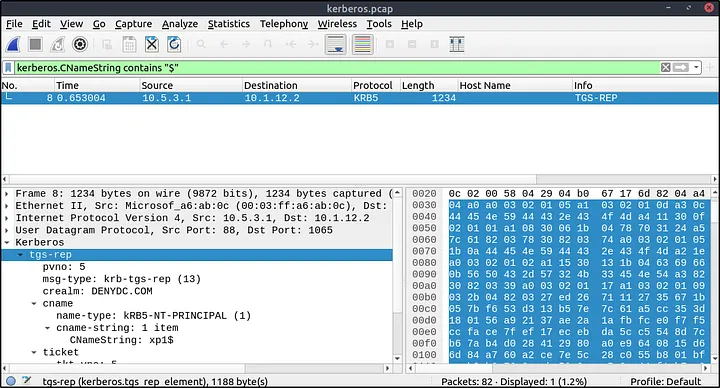 kerberos.pcap
File Edit View Go Capture Analyze Statistics Telephony Wireless Tools Help
kerberos.CNameString contains "$"
No. Time Source Destination Protocol Length Host Name Info
8 0.653004 10.5.3.1 10.1.12.2 KRB5 1234 TGS-REP
Frame 8: 1234 bytes on wire (9872 bits), 1234 bytes captured (
Ethernet II, Src: Microsof_a6:ab:0c (00:03:ff:a6:ab:0c), Dst:
Internet Protocol Version 4, Src: 10.5.3.1, Dst: 10.1.12.2
User Datagram Protocol, Src Port: 88, Dst Port: 1065
Kerberos
tgs-rep
pvno: 5
msg-type: krb-tgs-rep (13)
crealm: DENYDC.COM
cname
name-type: kRB5-NT-PRINCIPAL (1)
cname-string: 1 item
CNameString: xp1$
ticket
tkt-vno: 5
0020 0c 02 00 58 04 29 04 b0 67 17 6d 82 04 a4
0030 04 a0 a0 03 02 01 05 a1 03 02 01 0d a3 0c
0040 44 45 4e 59 44 43 2e 43 4f 4d a4 11 30 0f
0050 02 01 01 a1 08 30 06 1b 04 78 70 31 24 a5
0060 7c 61 82 03 78 30 82 03 74 a0 03 02 01 05
0070 1b 0a 44 45 4e 59 44 43 2e 43 4f 4d a2 1e
0080 a0 03 02 01 02 a1 15 30 13 1b 04 63 69 66
0090 0b 56 50 43 2d 57 32 4b 33 45 4e 54 a3 82
00a0 30 82 03 39 a0 03 02 01 17 a1 03 02 01 09
00b0 03 2b 04 82 03 27 ed 26 71 11 27 35 67 1b
00c0 05 7b f6 53 d3 13 b5 7e 7c 61 a5 cc 35 3d
00d0 18 01 56 a9 21 37 ae 2a 1a fb fc e0 f7 f5
00e0 cc fa ce 7f ef 17 ec eb da 5c c5 54 8d 7c
00f0 b6 7a b4 d0 28 41 29 80 a0 e9 64 08 15 d6
0100 6d 84 a7 60 a2 ce 7e 5c 28 c0 55 b8 01 bf
tgs-rep (kerberos.tgs_rep_element), 1188 byte(s)
Packets: 82 · Displayed: 1 (1.2%)
Profile: Default